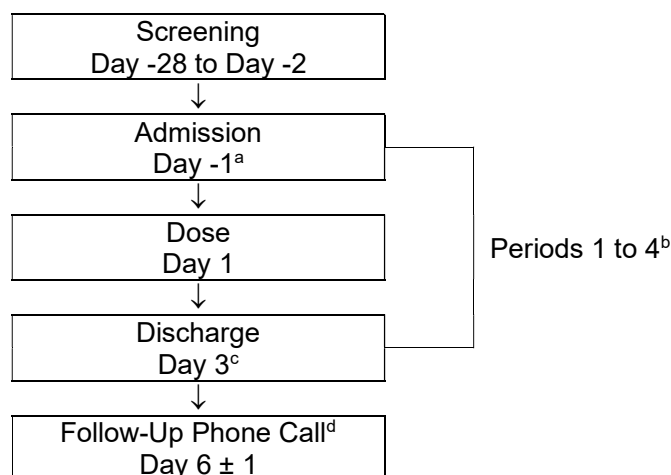 Screening
Day -28 to Day -2
↓
Admission
Day -1ᵃ
↓
Dose
Day 1
Periods 1 to 4ᵇ
↓
Discharge
Day 3ᶜ
↓
Follow-Up Phone Callᵈ
Day 6 ± 1